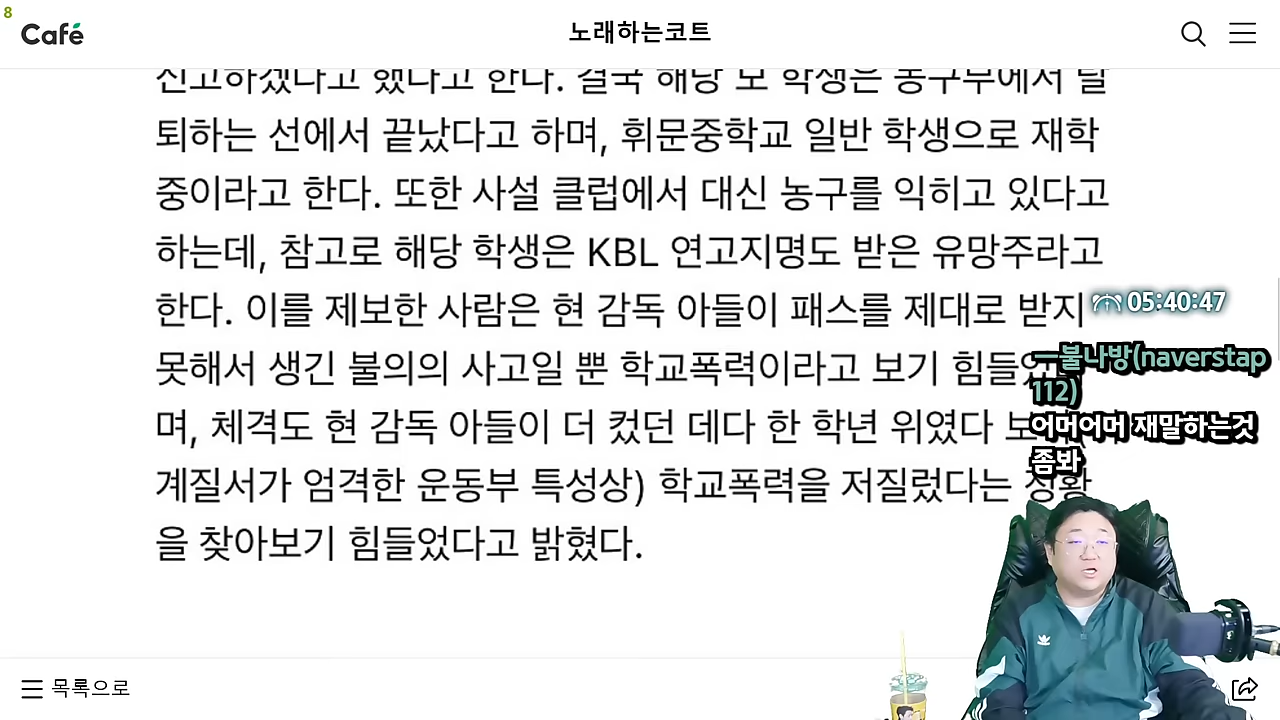 8
Café
노래하는코트
신고하겠다고 했다고 한다. 결국 해당 모 학생은 농구부에서 탈
퇴하는 선에서 끝났다고 하며, 휘문중학교 일반 학생으로 재학
중이라고 한다. 또한 사설 클럽에서 대신 농구를 익히고 있다고
하는데, 참고로 해당 학생은 KBL 연고지명도 받은 유망주라고
한다. 이를 제보한 사람은 현 감독 아들이 패스를 제대로 받지
05:40:47
못해서 생긴 불의의 사고일 뿐 학교폭력이라고 보기
며, 체격도 현 감독 아들이 더 컸던 데다 한 학년 위였다
계질서가 엄격한 운동부 특성상) 학교폭력을 저질렀다는 정황
을 찾아보기 힘들었다고 밝혔다.
一불나방(naverstap
112)
어머어머 재말하는것
좀봐
목록으로